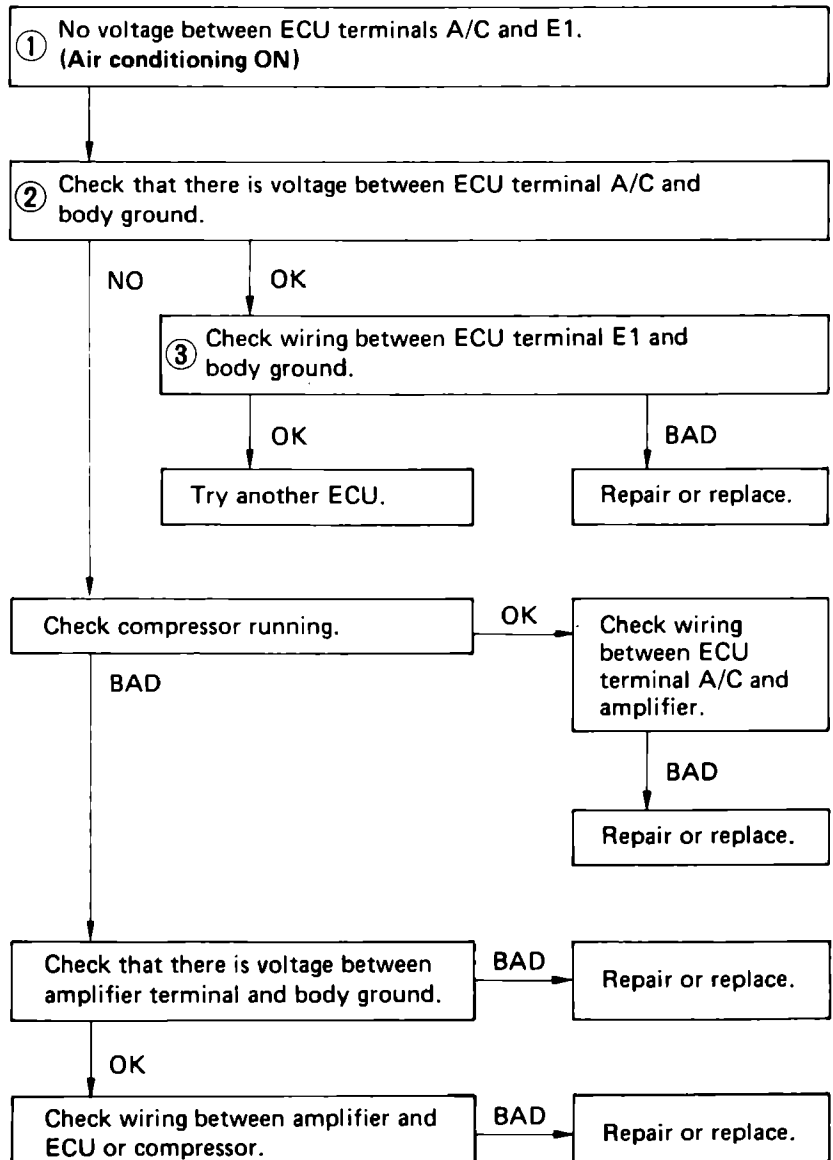 ① No voltage between ECU terminals A/C and E1.
(Air conditioning ON)
② Check that there is voltage between ECU terminal A/C and
body ground.
NO
OK
③ Check wiring between ECU terminal E1 and
body ground.
OK
BAD
Try another ECU.
Repair or replace.
Check compressor running.
OK
Check wiring
between ECU
terminal A/C and
amplifier.
BAD
BAD
Repair or replace.
Check that there is voltage between
amplifier terminal and body ground.
BAD
Repair or replace.
OK
Check wiring between amplifier and
ECU or compressor.
BAD
Repair or replace.